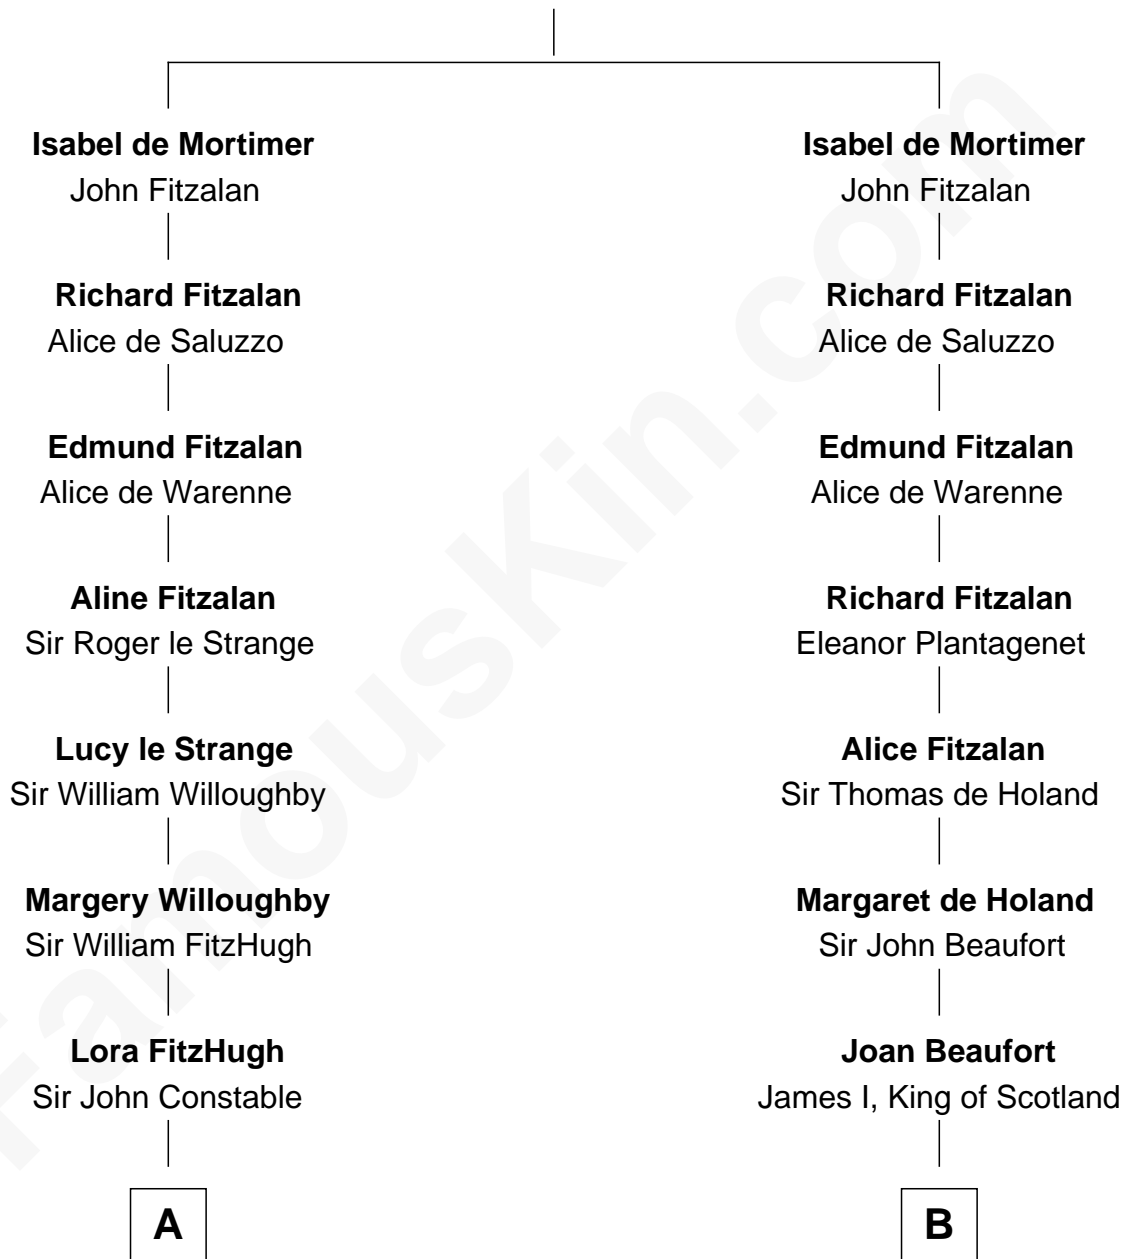 Isabel de Mortimer
John Fitzalan
Richard Fitzalan
Alice de Saluzzo
Edmund Fitzalan
Alice de Warenne
Aline Fitzalan
Sir Roger le Strange
Lucy le Strange
Sir William Willoughby
Margery Willoughby
Sir William FitzHugh
Lora FitzHugh
Sir John Constable
A
Isabel de Mortimer
John Fitzalan
Richard Fitzalan
Alice de Saluzzo
Edmund Fitzalan
Alice de Warenne
Richard Fitzalan
Eleanor Plantagenet
Alice Fitzalan
Sir Thomas de Holand
Margaret de Holand
Sir John Beaufort
Joan Beaufort
James I, King of Scotland
B
FamousKin.com